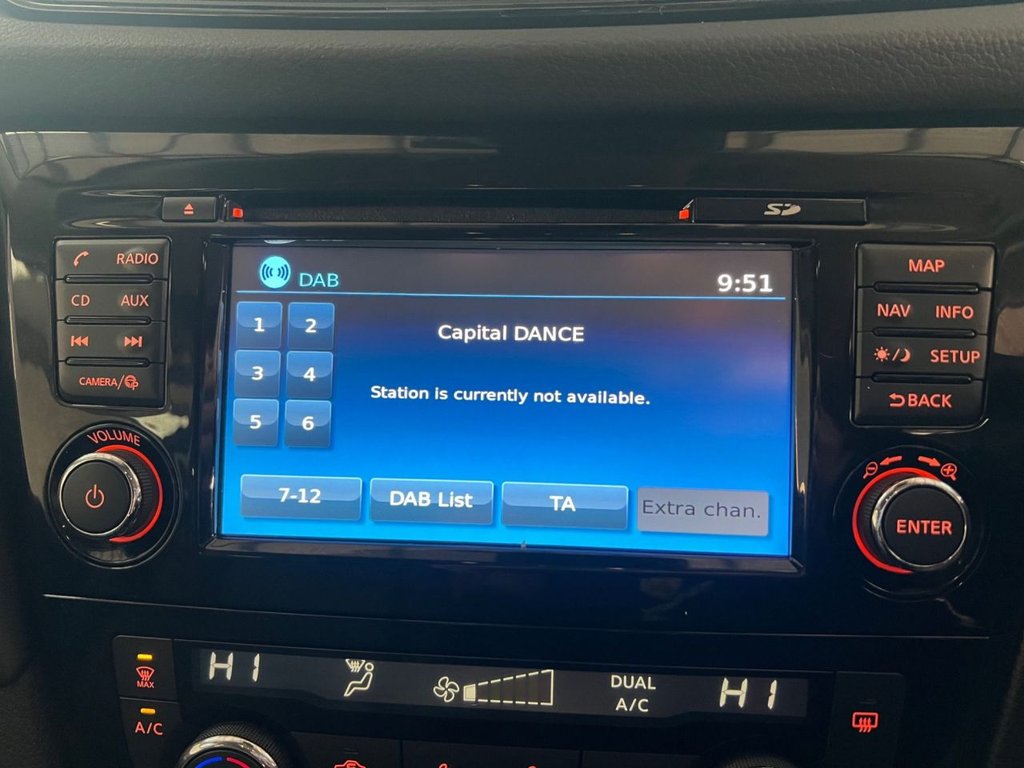 SD
RADIO
CD AUX
CAMERA/
VOLUME
DAB
9:51
1 2
3 4
5 6
Capital DANCE
Station is currently not available.
7-12 DAB List TA Extra chan.
MAP
NAV INFO
SETUP
BACK
ENTER
MAX
A/C
HI
DUAL
A/C
HI